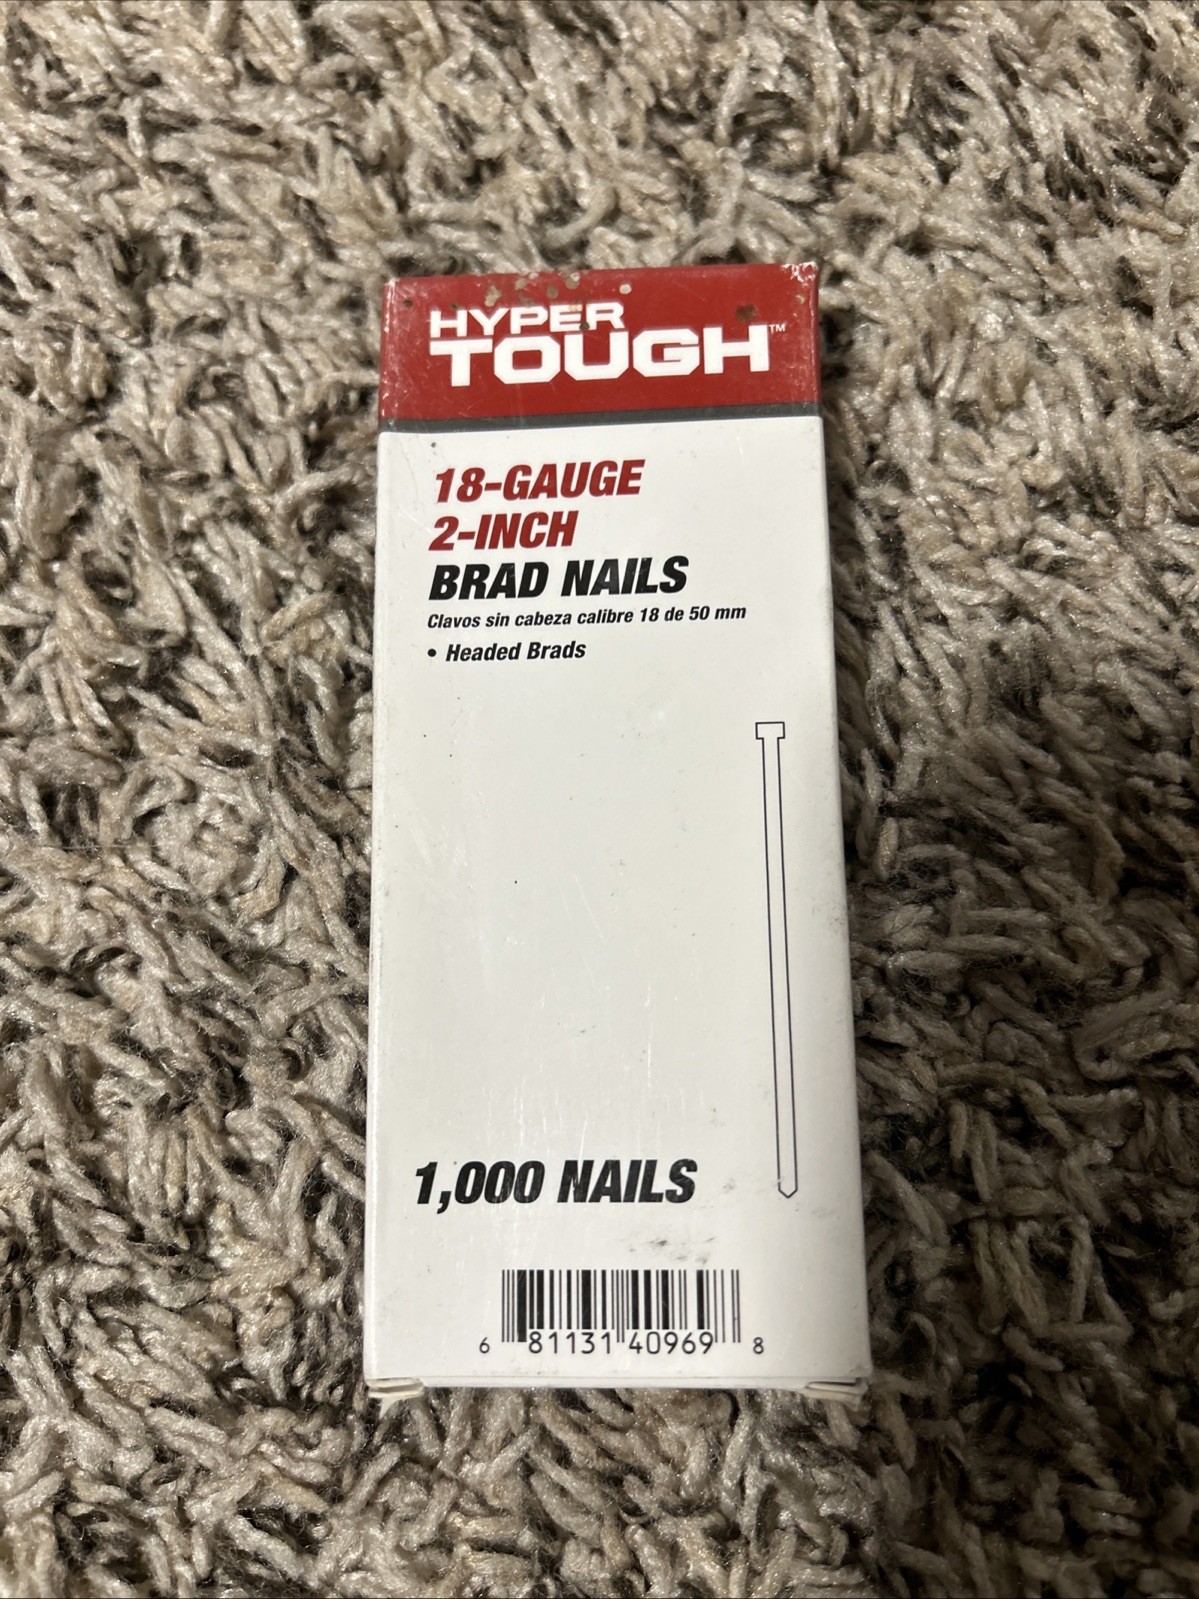 HYPER
TOUGH™
18-GAUGE
2-INCH
BRAD NAILS
Clavos sin cabeza calibre 18 de 50 mm
• Headed Brads
1,000 NAILS
6 81131 40969 8